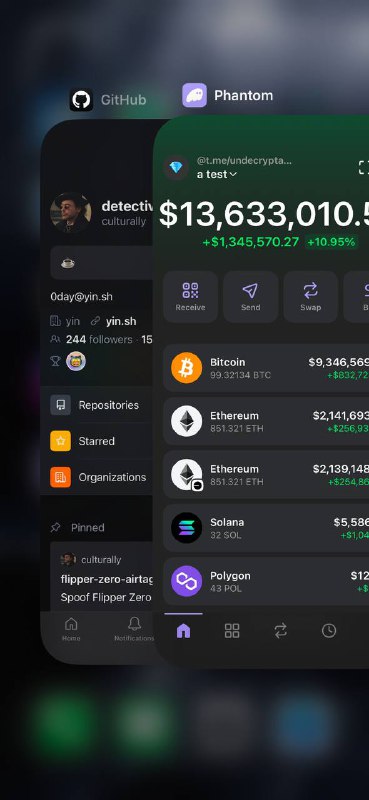 GitHub
Phantom
@t.me/undecrypta...
a test
$13,633,010.5
+$1,345,570.27 +10.95%
Receive
Send
Swap
B
detectiv
culturally
0day@yin.sh
yin yin.sh
244 followers · 15
Repositories
Starred
Organizations
Pinned
culturally
flipper-zero-airtag
Spoof Flipper Zero
Home
Notifications
Bitcoin
$9,346,569
99.32134 BTC
+$832,72
Ethereum
$2,141,693
851.321 ETH
+$256,93
Ethereum
$2,139,148
851.321 ETH
+$254,86
Solana
$5,586
32 SOL
+$1,04
Polygon
$12
43 POL
+$